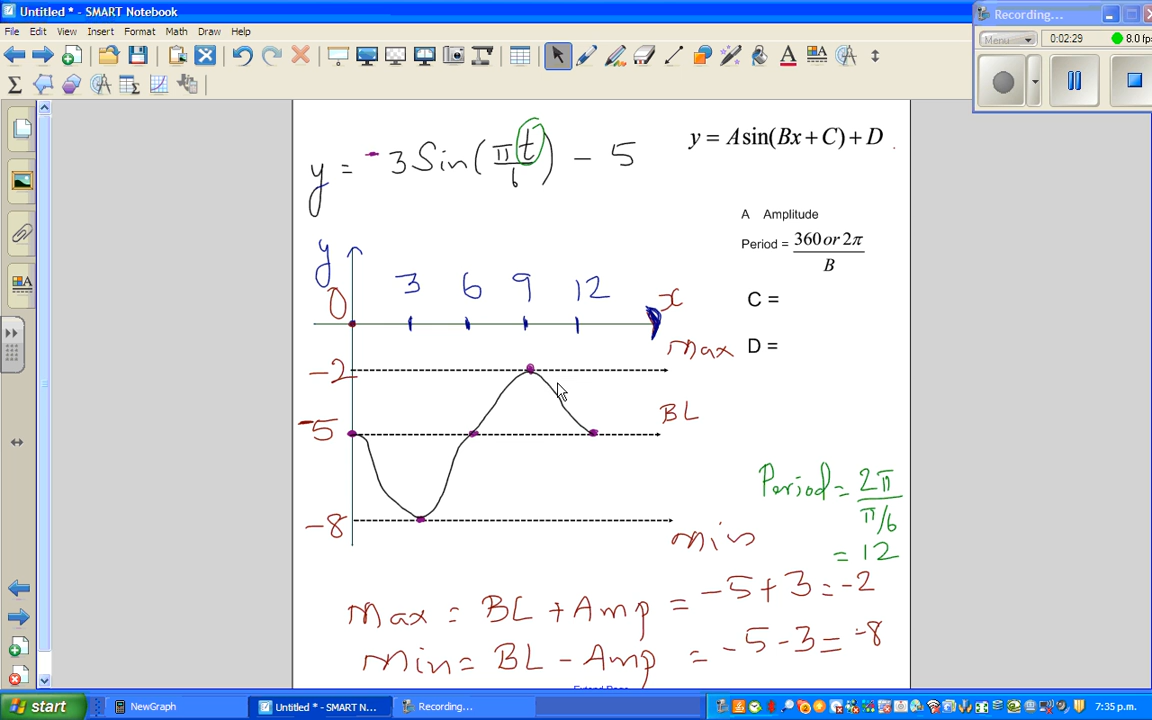 Untitled * - SMART Notebook
Recording...
File Edit View Insert Format Math Draw Help
Menu
0:02:29
8.0 fp
y = -3Sin(πt/6) - 5
y = A sin(Bx + C) + D
A Amplitude
Period = 360 or 2π / B
C =
D =
y
0 3 6 9 12 x
Max
-2
BL
-5
-8
Min
Period = 2π / π/6
= 12
Max = BL + Amp = -5 + 3 = -2
Min = BL - Amp = -5 - 3 = -8
start
NewGraph
Untitled * - SMART N...
Recording...
7:35 p.m.